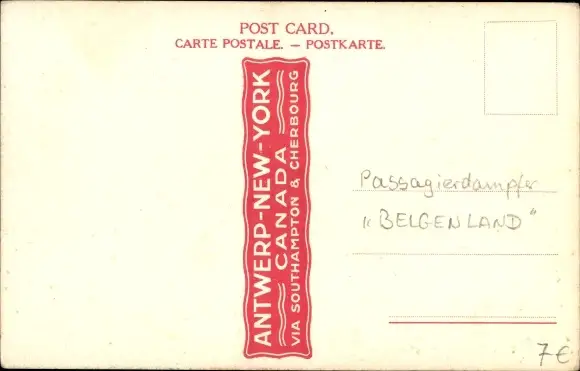 POST CARD.
CARTE POSTALE. — POSTKARTE.
ANTWERP-NEW-YORK
CANADA
VIA SOUTHAMPTON & CHERBOURG
Passagierdampfer
„BELGENLAND"
7€